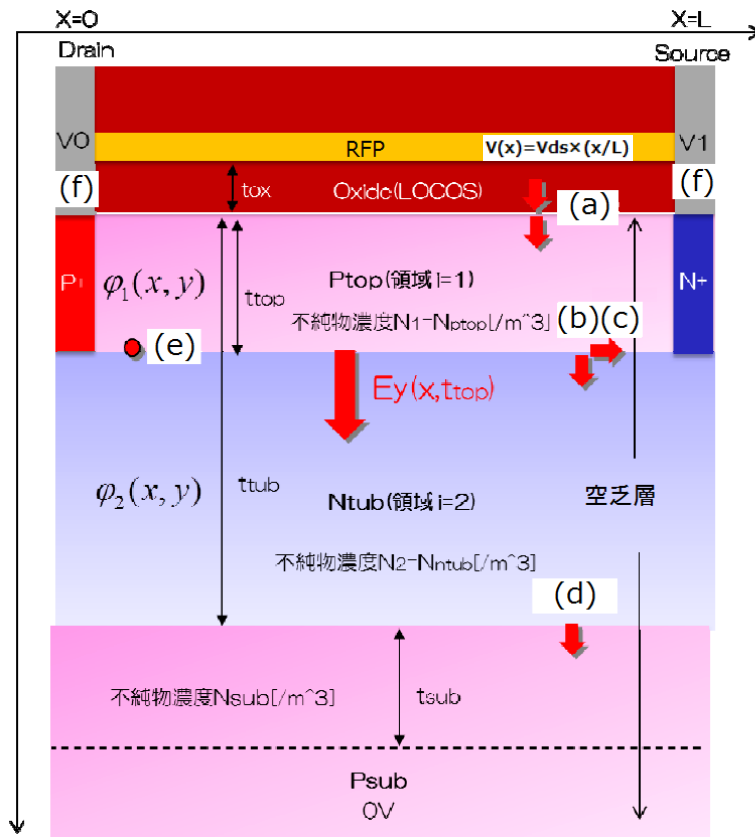 X=0
X=L
Drain
Source
V0
V1
RFP
V(x)=Vds×(x/L)
(f)
(f)
tox
Oxide(LOCOS)
(a)
P+
N+
φ₁(x, y)
ttop
Ptop(領域i=1)
不純物濃度N1=Nptop[/m^3]
(b)(c)
(e)
Ey(x,ttop)
φ₂(x, y)
ttub
Ntub(領域i=2)
空乏層
不純物濃度N2=Nntub[/m^3]
(d)
不純物濃度Nsub[/m^3]
tsub
Psub
0V